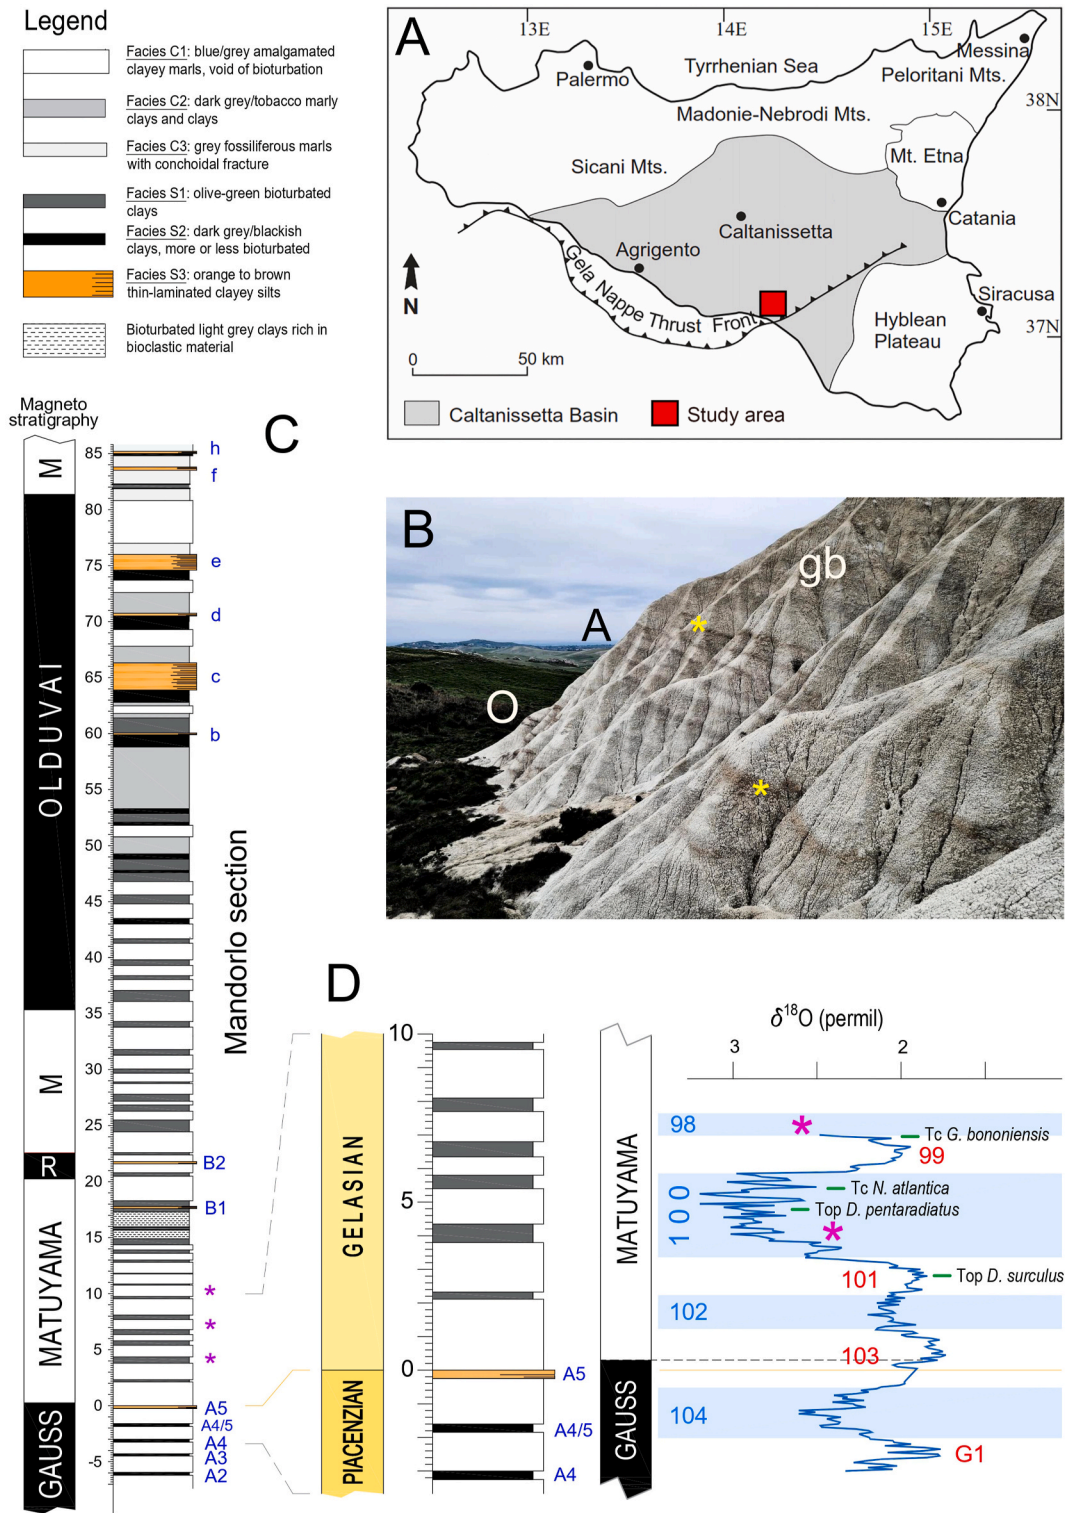 Legend
Facies C1: blue/grey amalgamated
clayey marls, void of bioturbation
Facies C2: dark grey/tobacco marly
clays and clays
Facies C3: grey fossiliferous marls
with conchoidal fracture
Facies S1: olive-green bioturbated
clays
Facies S2: dark grey/blackish
clays, more or less bioturbated
Facies S3: orange to brown
thin-laminated clayey silts
Bioturbated light grey clays rich in
bioclastic material
A
13E
14E
15E
Messina
Palermo
Tyrrhenian Sea
Peloritani Mts.
38N
Madonie-Nebrodi Mts.
Sicani Mts.
Mt. Etna
Catania
Caltanissetta
Agrigento
Gela Nappe Thrust Front
N
Siracusa
37N
Hyblean
Plateau
0
50 km
Caltanissetta Basin
Study area
B
gb
*
A
O
*
C
Magneto
stratigraphy
M
OLDUVAI
M
R
MATUYAMA
GAUSS
85
80
75
70
65
60
55
50
45
40
35
30
25
20
15
10
5
0
-5
h
f
e
d
c
b
B2
B1
*
*
*
A5
A4/5
A4
A3
A2
Mandorlo section
D
GELASIAN
PIACENZIAN
10
5
0
A5
A4/5
A4
MATUYAMA
GAUSS
δ18O (permil)
3
2
98
*
Tc G. bononiensis
99
100
Tc N. atlantica
Top D. pentaradiatus
*
101
Top D. surculus
102
103
104
G1